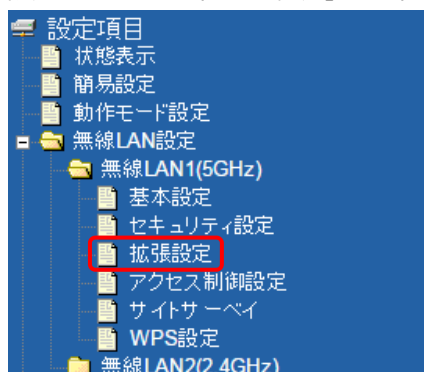 設定項目
状態表示
簡易設定
動作モード設定
無線LAN設定
無線LAN1(5GHz)
基本設定
セキュリティ設定
拡張設定
アクセス制御設定
サイトサーベイ
WPS設定
無線LAN2(2.4GHz)